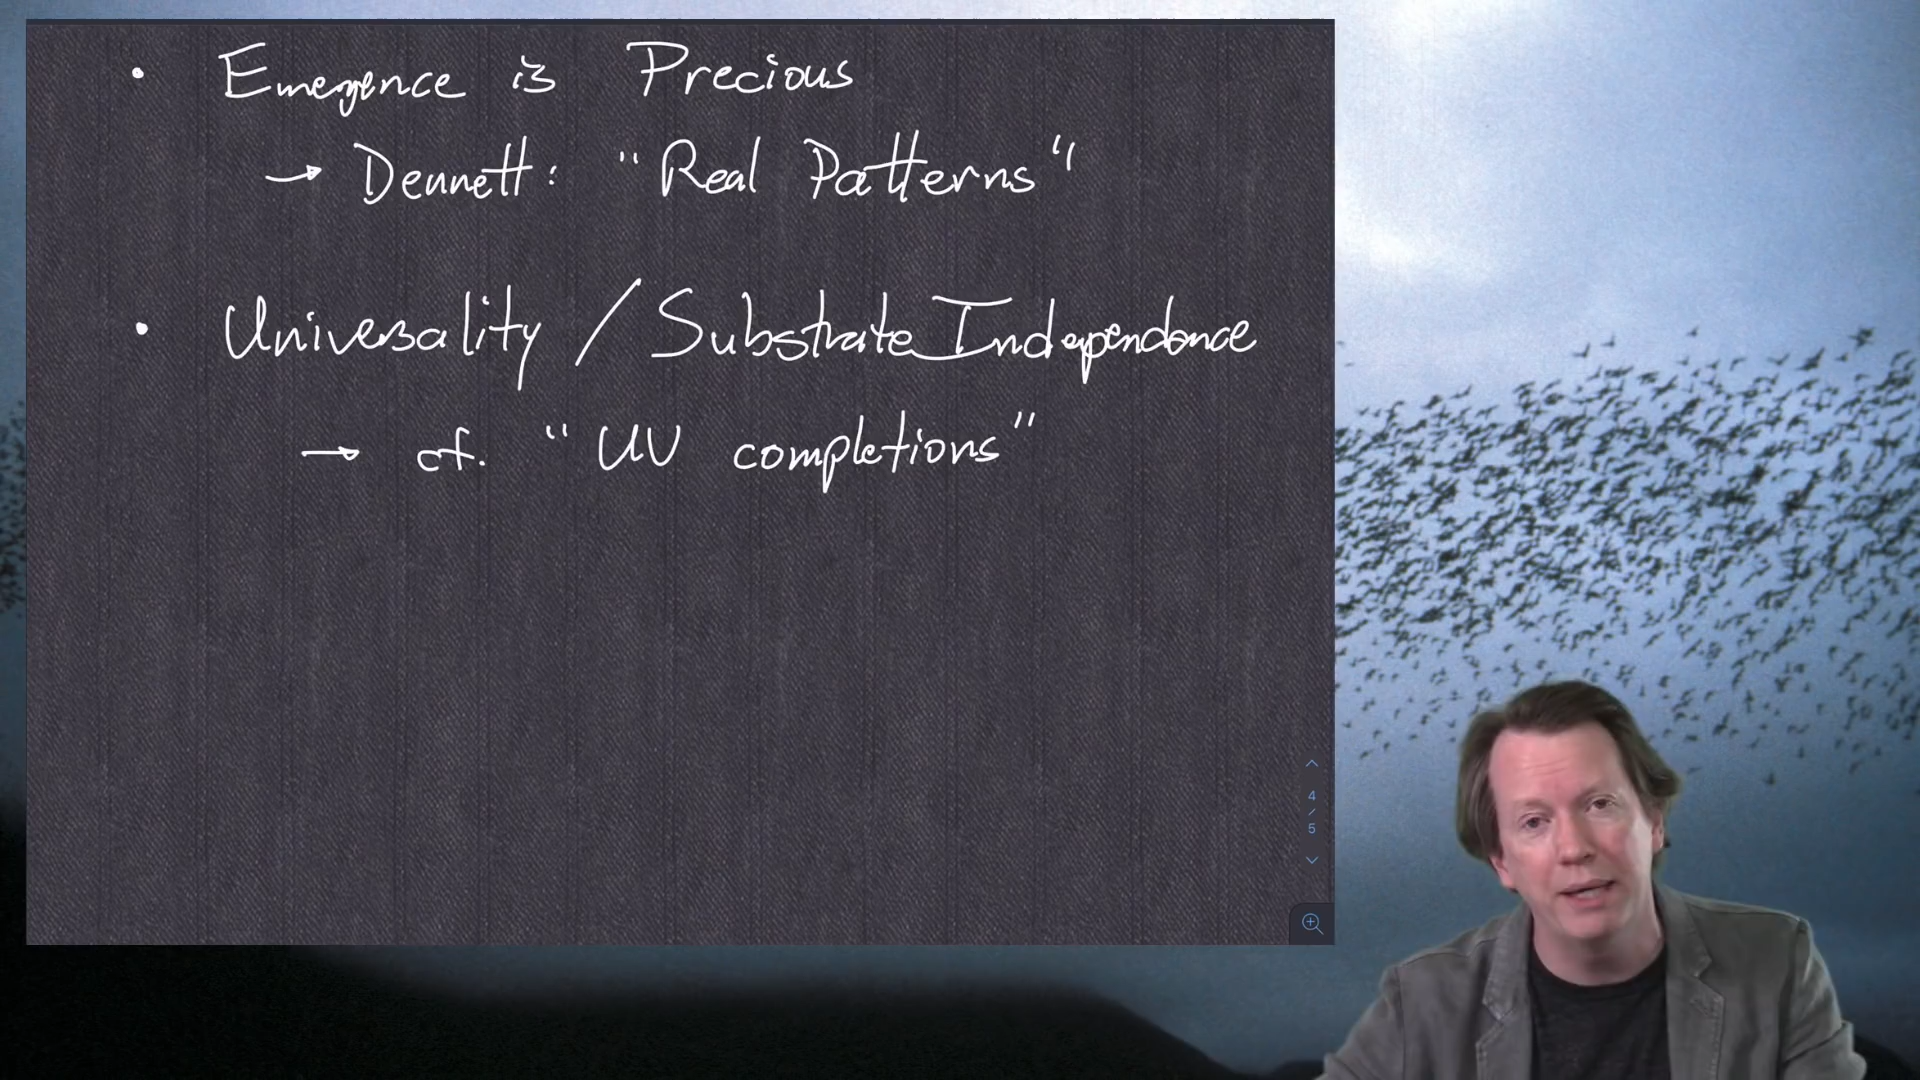 • Emergence is Precious
→ Dennett: "Real Patterns"
• Universality / Substrate Independence
→ cf. "UV completions"
4
/
5